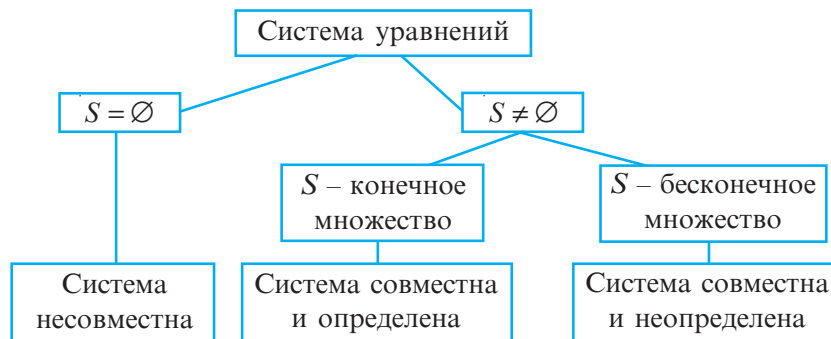 Система уравнений
S = ∅
S ≠ ∅
S – конечное
множество
S – бесконечное
множество
Система
несовместна
Система совместна
и определена
Система совместна
и неопределена